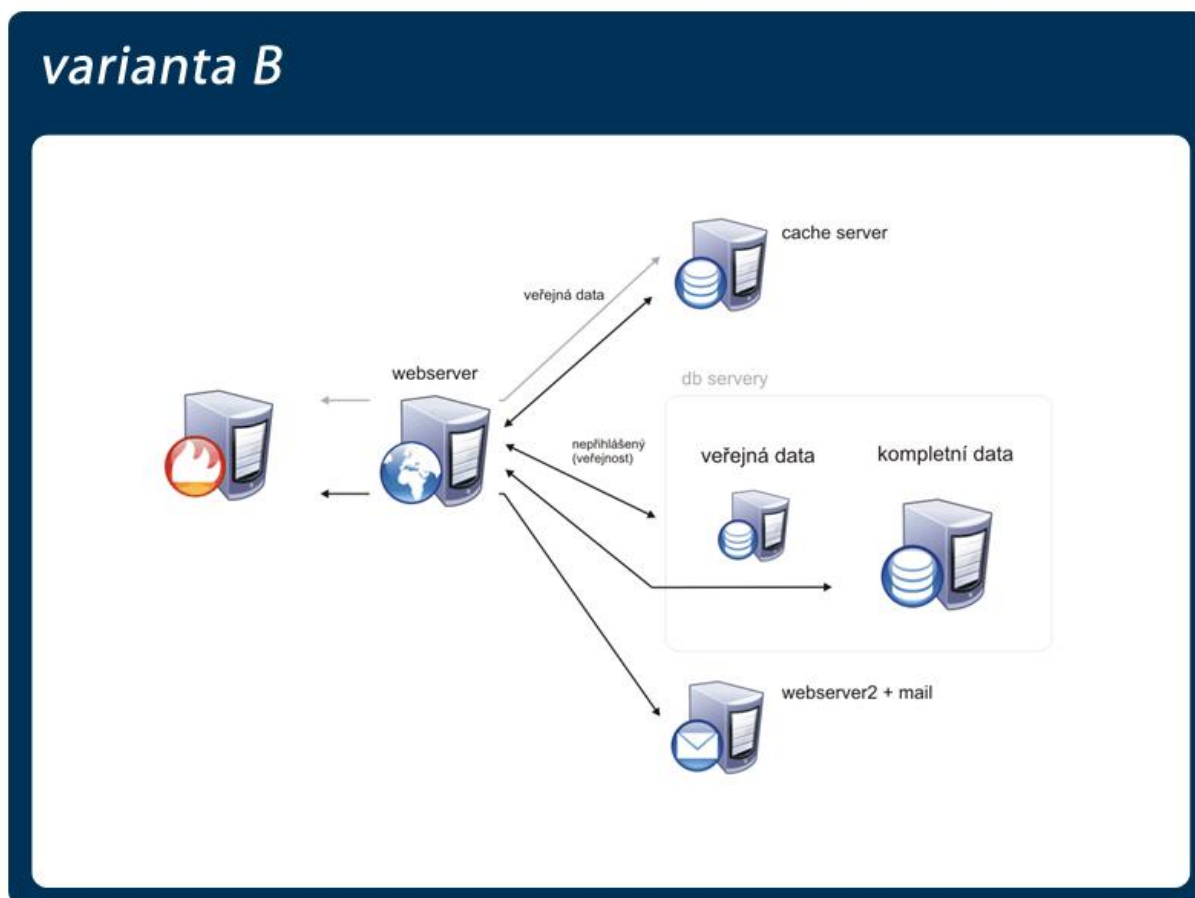 varianta B
cache server
veřejná data
webserver
db servery
nepřihlášený
(veřejnost)
veřejná data
kompletní data
webserver2 + mail